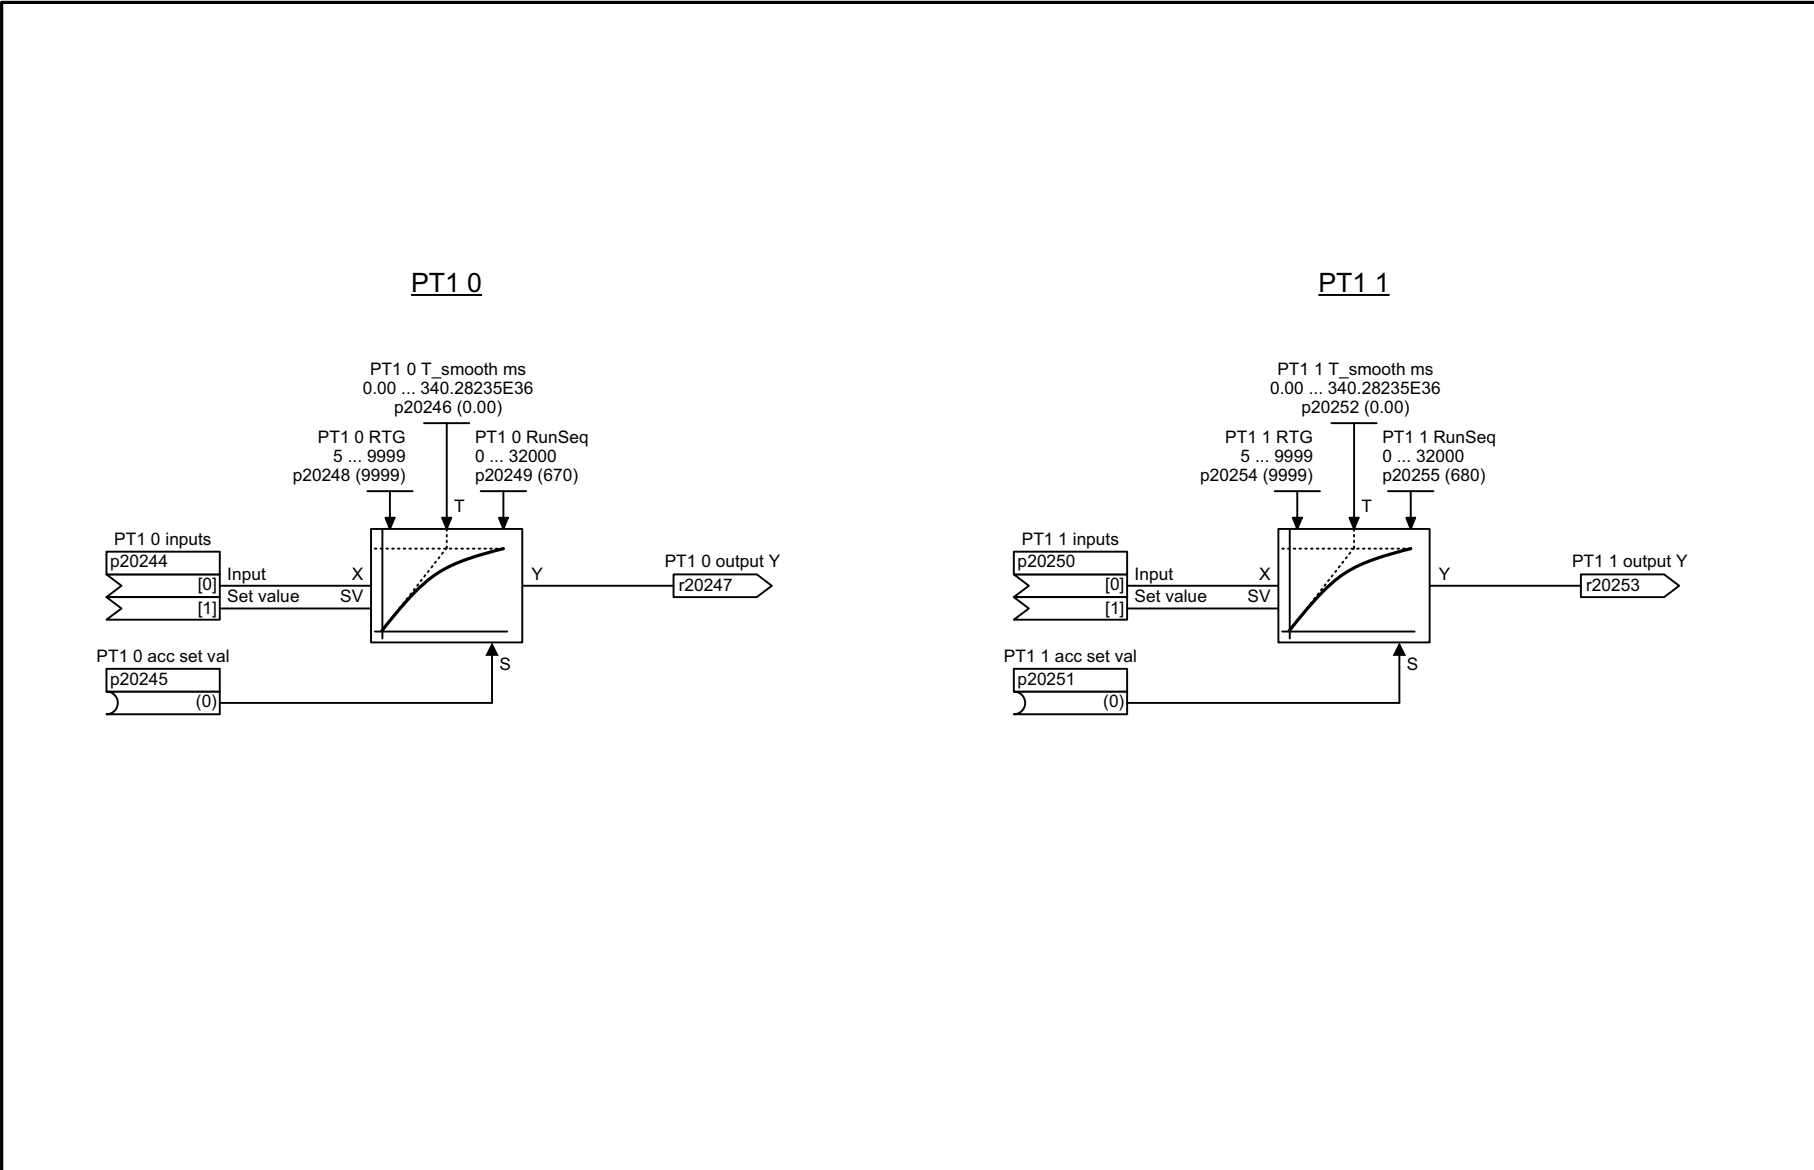 PT1 0
PT1 0 T_smooth ms
0.00 ... 340.28235E36
p20246 (0.00)
PT1 0 RTG
5 ... 9999
p20248 (9999)
PT1 0 RunSeq
0 ... 32000
p20249 (670)
T
PT1 0 inputs
p20244
[0]
Input
X
[1]
Set value
SV
Y
PT1 0 output Y
r20247
PT1 0 acc set val
p20245
(0)
S
PT1 1
PT1 1 T_smooth ms
0.00 ... 340.28235E36
p20252 (0.00)
PT1 1 RTG
5 ... 9999
p20254 (9999)
PT1 1 RunSeq
0 ... 32000
p20255 (680)
T
PT1 1 inputs
p20250
[0]
Input
X
[1]
Set value
SV
Y
PT1 1 output Y
r20253
PT1 1 acc set val
p20251
(0)
S